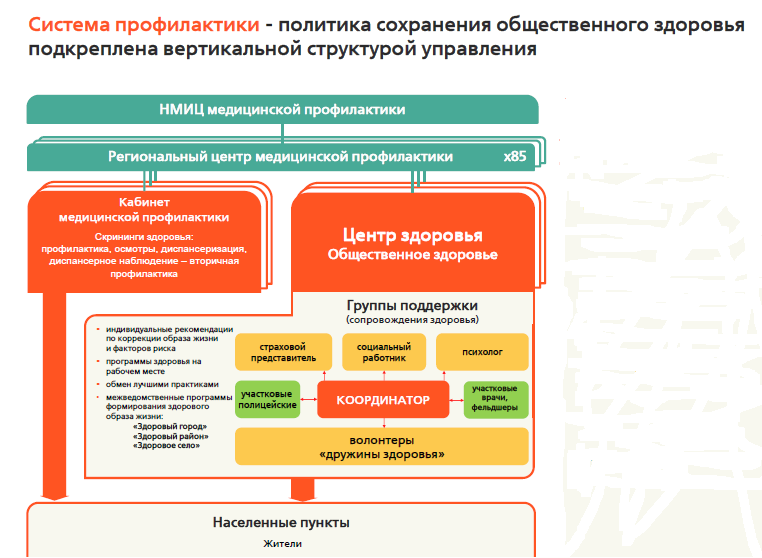 Система профилактики - политика сохранения общественного здоровья
подкреплена вертикальной структурой управления
НМИЦ медицинской профилактики
Региональный центр медицинской профилактики x85
Кабинет
медицинской профилактики
Скрининги здоровья:
профилактика, осмотры, диспансеризация,
диспансерное наблюдение – вторичная
профилактика
Центр здоровья
Общественное здоровье
Группы поддержки
(сопровождения здоровья)
• индивидуальные рекомендации
по коррекции образа жизни
и факторов риска
• программы здоровья на
рабочем месте
• обмен лучшими практиками
• межведомственные программы
формирования здорового
образа жизни:
«Здоровый город»
«Здоровый район»
«Здоровое село»
страховой
представитель
социальный
работник
психолог
участковые
полицейские
КООРДИНАТОР
участковые
врачи,
фельдшеры
волонтеры
«дружины здоровья»
Населенные пункты
Жители